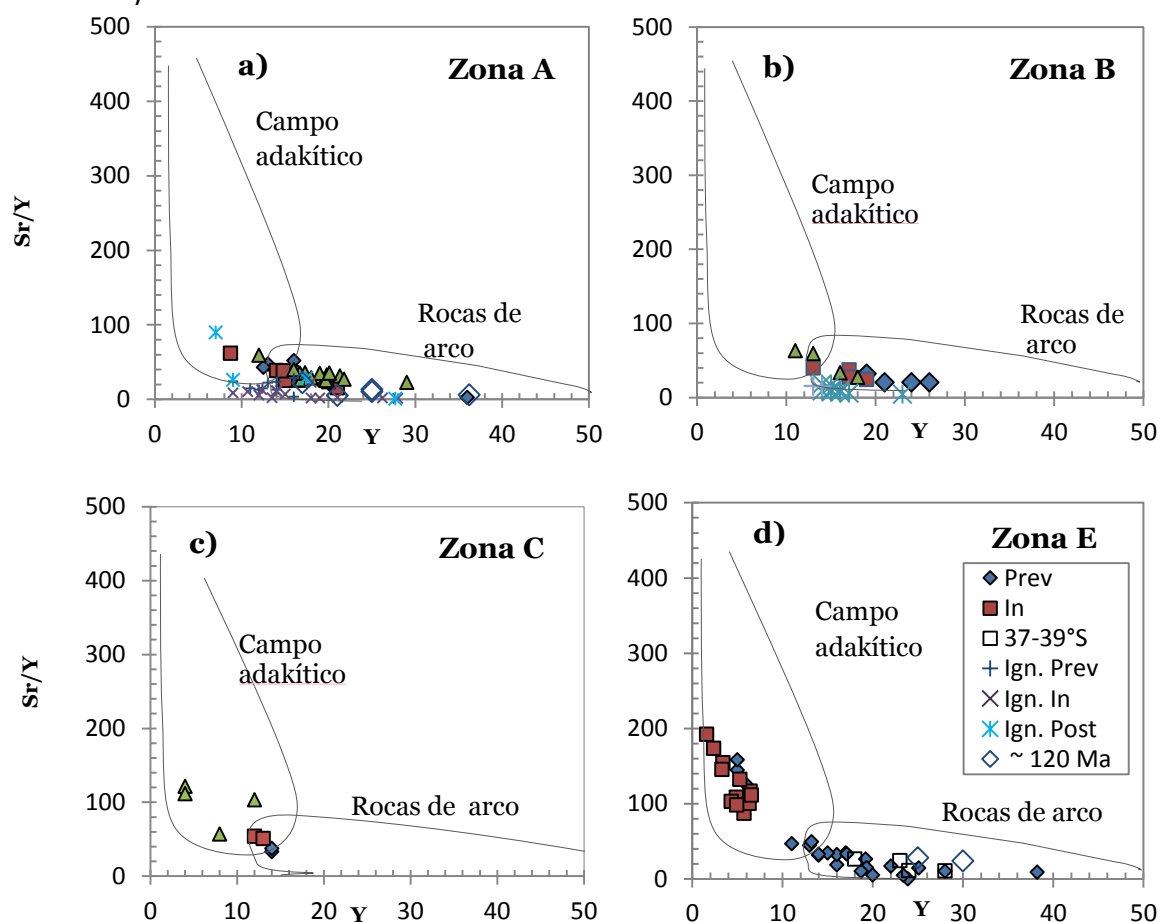 500
400
300
200
100
0
Sr/Y
a)
Zona A
Campo
adakítico
Rocas de
arco
0 10 20 30 40 50
Y
500
400
300
200
100
0
b)
Zona B
Campo
adakítico
Rocas de
arco
0 10 20 30 40 50
Y
500
400
300
200
100
0
Sr/Y
c)
Zona C
Campo
adakítico
Rocas de arco
0 10 20 30 40 50
Y
500
400
300
200
100
0
d)
Zona E
Prev
In
37-39°S
Ign. Prev
Ign. In
Ign. Post
~ 120 Ma
Campo
adakítico
Rocas de arco
0 10 20 30 40 50
Y